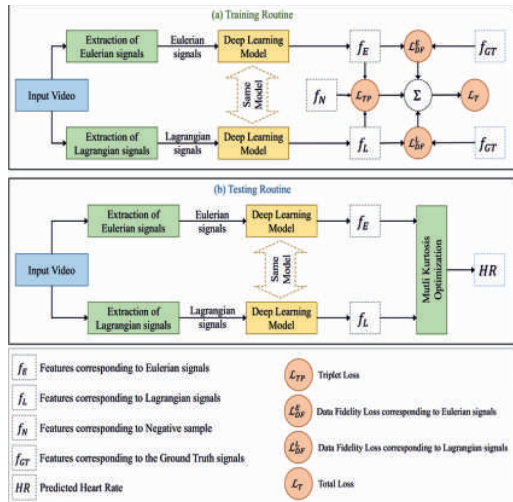 (a) Training Routine
Extraction of
Eulerian signals
Eulerian
signals
Deep Learning
Model
f_E
ℒ^E_DF
f_GT
Input Video
Same
Model
f_N
ℒ_TP
Σ
ℒ_T
Extraction of
Lagrangian signals
Lagrangian
signals
Deep Learning
Model
f_L
ℒ^L_DF
f_GT
(b) Testing Routine
Extraction of
Eulerian signals
Eulerian
signals
Deep Learning
Model
f_E
Input Video
Same
Model
Mutli Kurtosis
Optimization
HR
Extraction of
Lagrangian signals
Lagrangian
signals
Deep Learning
Model
f_L
f_E Features corresponding to Eulerian signals
f_L Features corresponding to Lagrangian signals
f_N Features corresponding to Negative sample
f_GT Features corresponding to the Ground Truth signals
HR Predicted Heart Rate
ℒ_TP Triplet Loss
ℒ^E_DF Data Fidelity Loss corresponding to Eulerian signals
ℒ^L_DF Data Fidelity Loss corresponding to Lagrangian signals
ℒ_T Total Loss